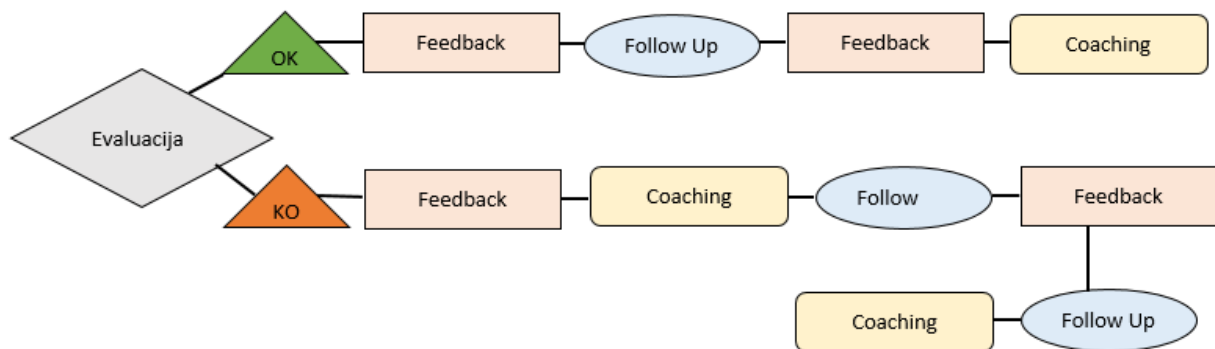 OK
Feedback
Follow Up
Feedback
Coaching
Evaluacija
KO
Feedback
Coaching
Follow
Feedback
Coaching
Follow Up